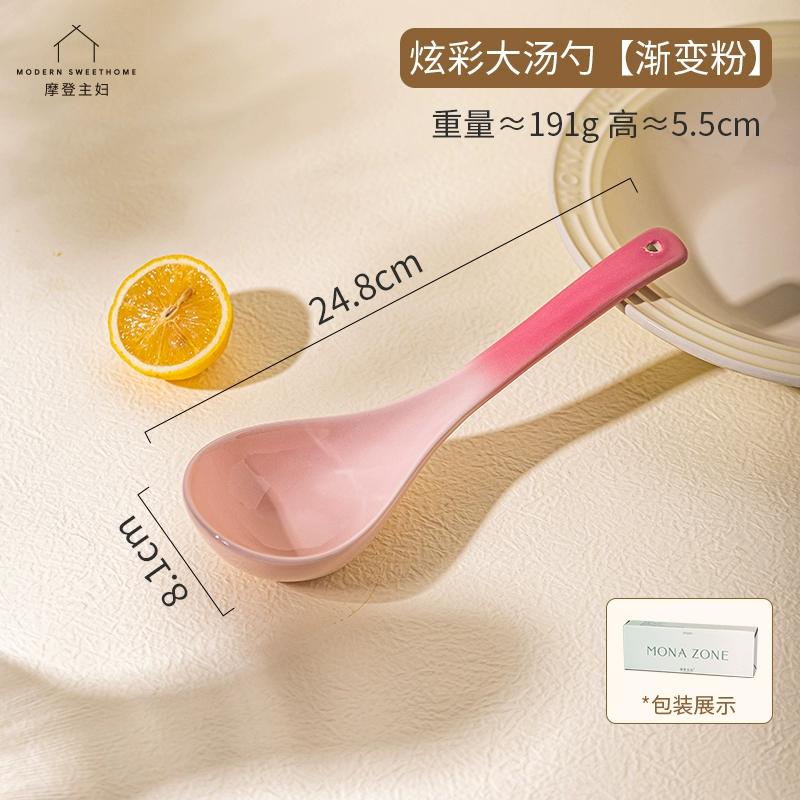 MODERN SWEETHOME
摩登主妇
炫彩大汤勺【渐变粉】
重量≈191g 高≈5.5cm
24.8cm
8.1cm
MONA ZONE
*包装展示